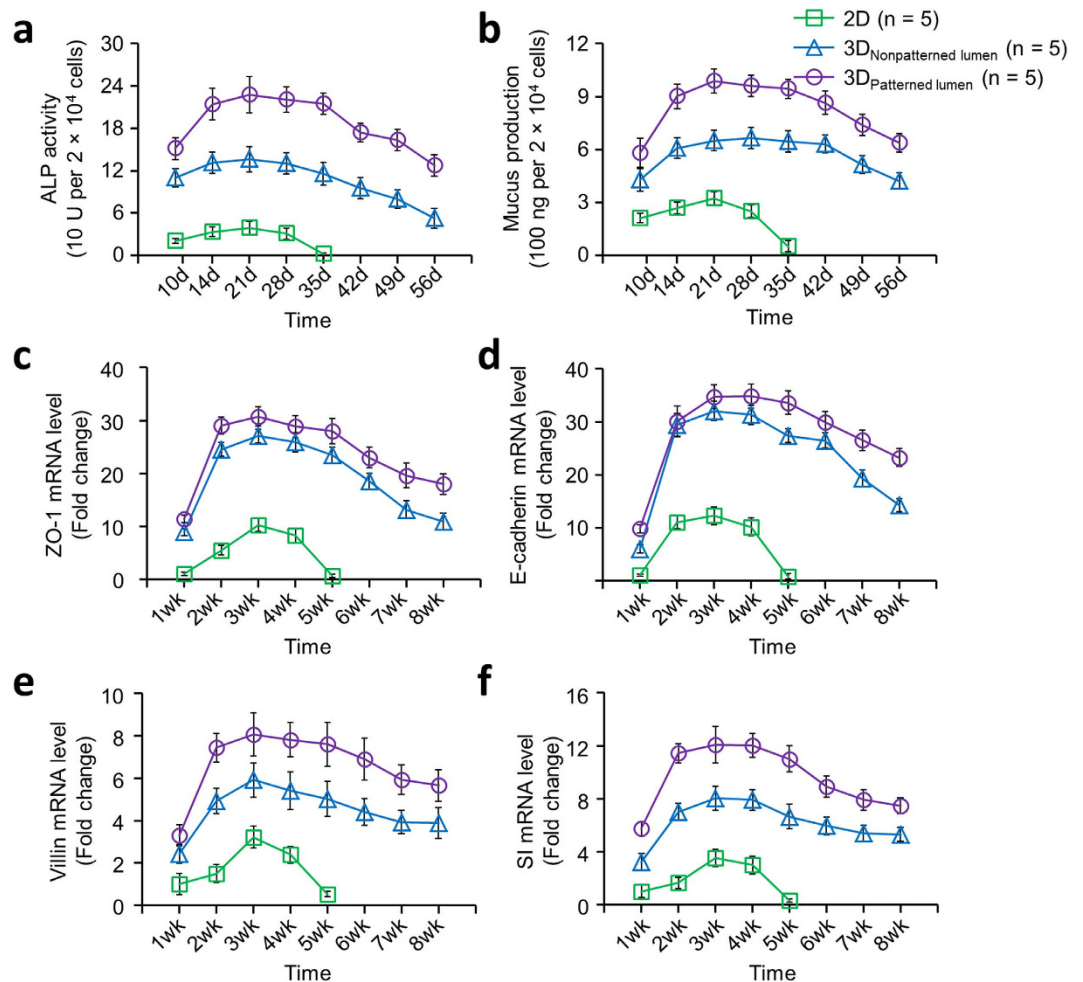 a
ALP activity
(10 U per 2 × 10⁴ cells)
30
24
18
12
6
0
10d
14d
21d
28d
35d
42d
49d
56d
Time
b
Mucus production
(100 ng per 2 × 10⁴ cells)
12
9
6
3
0
10d
14d
21d
28d
35d
42d
49d
56d
Time
2D (n = 5)
3DNonpatterned lumen (n = 5)
3DPatterned lumen (n = 5)
c
ZO-1 mRNA level
(Fold change)
40
30
20
10
0
1wk
2wk
3wk
4wk
5wk
6wk
7wk
8wk
Time
d
E-cadherin mRNA level
(Fold change)
40
30
20
10
1wk
2wk
3wk
4wk
5wk
6wk
7wk
8wk
Time
e
Villin mRNA level
(Fold change)
10
8
6
4
2
0
1wk
2wk
3wk
4wk
5wk
6wk
7wk
8wk
Time
f
SI mRNA level
(Fold change)
16
12
8
4
0
1wk
2wk
3wk
4wk
5wk
6wk
7wk
8wk
Time